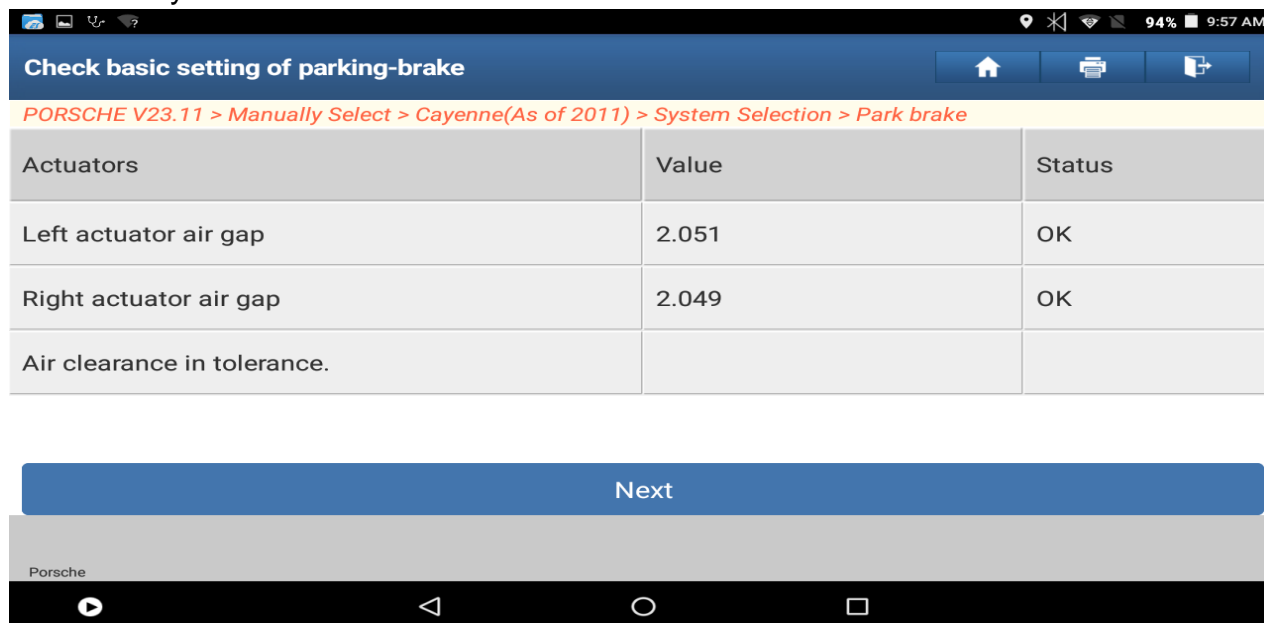 94% 9:57 AM
Check basic setting of parking-brake
PORSCHE V23.11 > Manually Select > Cayenne(As of 2011) > System Selection > Park brake
Actuators Value Status
Left actuator air gap 2.051 OK
Right actuator air gap 2.049 OK
Air clearance in tolerance.
Next
Porsche